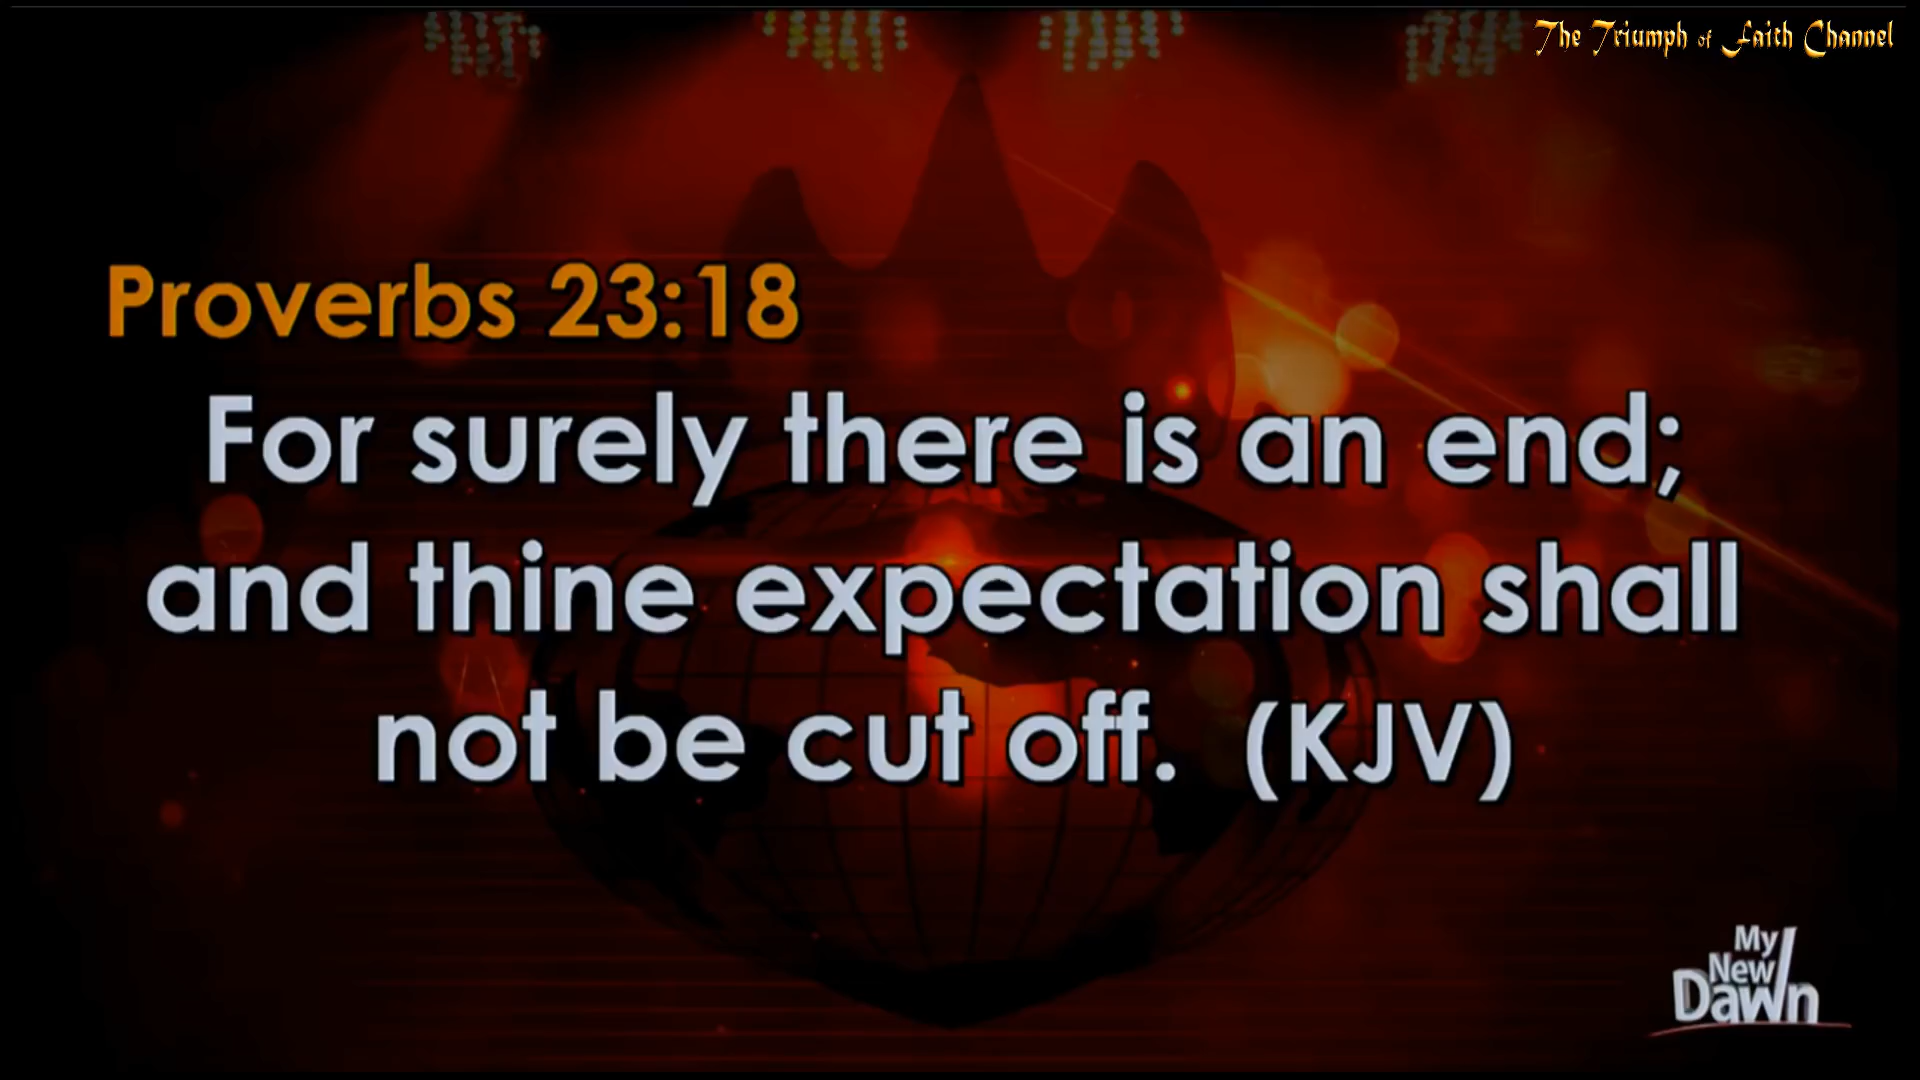 The Triumph of Faith Channel
Proverbs 23:18
For surely there is an end;
and thine expectation shall
not be cut off. (KJV)
My
New
Dawn